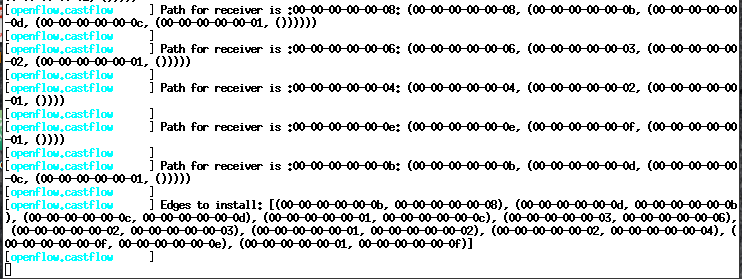 [openflow.castflow      ] Path for receiver is :00-00-00-00-00-08: (00-00-00-00-00-08, (00-00-00-00-00-0b, (00-00-00-00-00
-0d, (00-00-00-00-00-0c, (00-00-00-00-00-01, ())))))
[openflow.castflow      ]
[openflow.castflow      ] Path for receiver is :00-00-00-00-00-06: (00-00-00-00-00-06, (00-00-00-00-00-03, (00-00-00-00-00-
02, (00-00-00-00-00-01, ()))))
[openflow.castflow      ]
[openflow.castflow      ] Path for receiver is :00-00-00-00-00-04: (00-00-00-00-00-04, (00-00-00-00-00-02, (00-00-00-00-00
-01, ())))
[openflow.castflow      ]
[openflow.castflow      ] Path for receiver is :00-00-00-00-00-0e: (00-00-00-00-00-0e, (00-00-00-00-00-0f, (00-00-00-00-00
-01, ())))
[openflow.castflow      ]
[openflow.castflow      ] Path for receiver is :00-00-00-00-00-0b: (00-00-00-00-00-0b, (00-00-00-00-00-0d, (00-00-00-00-00
-0c, (00-00-00-00-00-01, ()))))
[openflow.castflow      ]
[openflow.castflow      ] Edges to install: [(00-00-00-00-00-0b, 00-00-00-00-00-08), (00-00-00-00-00-0d, 00-00-00-00-00-0b
), (00-00-00-00-00-0c, 00-00-00-00-00-0d), (00-00-00-00-00-01, 00-00-00-00-00-0c), (00-00-00-00-00-03, 00-00-00-00-00-06),
(00-00-00-00-00-02, 00-00-00-00-00-03), (00-00-00-00-00-01, 00-00-00-00-00-02), (00-00-00-00-00-02, 00-00-00-00-00-04), (
00-00-00-00-00-0f, 00-00-00-00-00-0e), (00-00-00-00-00-01, 00-00-00-00-00-0f)]
[openflow.castflow      ]